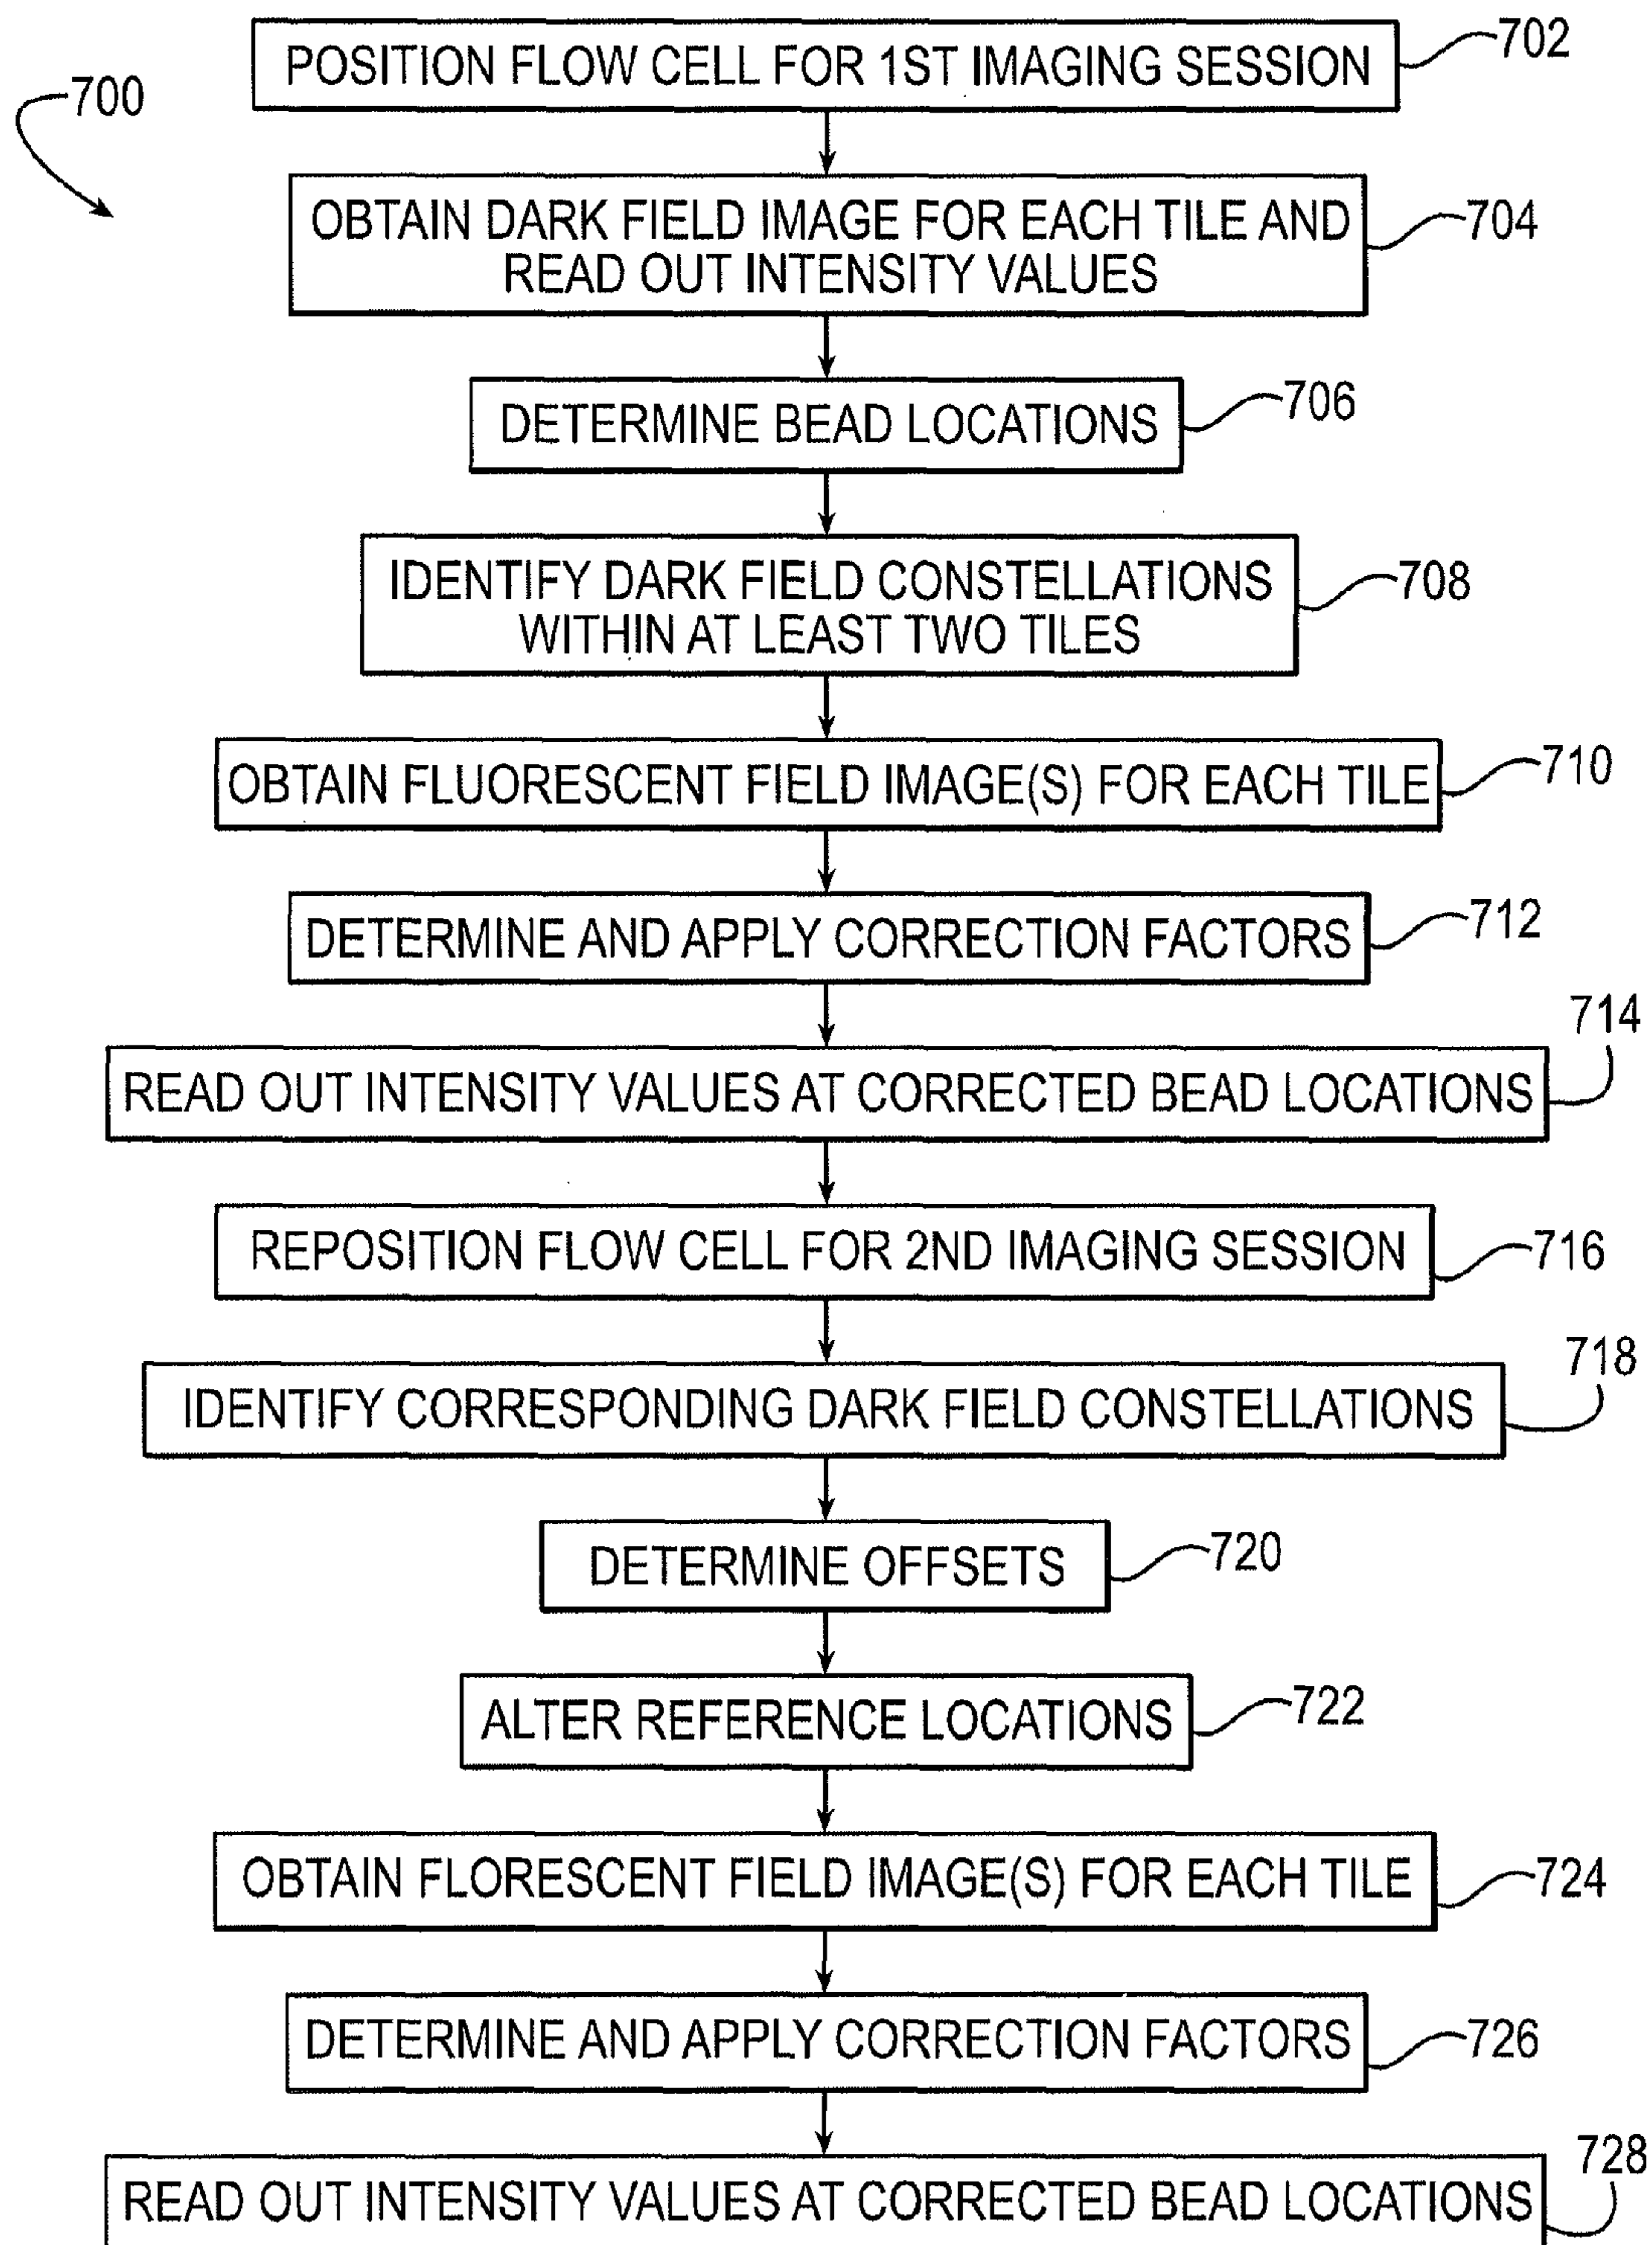 700
POSITION FLOW CELL FOR 1ST IMAGING SESSION
702
OBTAIN DARK FIELD IMAGE FOR EACH TILE AND
READ OUT INTENSITY VALUES
704
DETERMINE BEAD LOCATIONS
706
IDENTIFY DARK FIELD CONSTELLATIONS
WITHIN AT LEAST TWO TILES
708
OBTAIN FLUORESCENT FIELD IMAGE(S) FOR EACH TILE
710
DETERMINE AND APPLY CORRECTION FACTORS
712
READ OUT INTENSITY VALUES AT CORRECTED BEAD LOCATIONS
714
REPOSITION FLOW CELL FOR 2ND IMAGING SESSION
716
IDENTIFY CORRESPONDING DARK FIELD CONSTELLATIONS
718
DETERMINE OFFSETS
720
ALTER REFERENCE LOCATIONS
722
OBTAIN FLORESCENT FIELD IMAGE(S) FOR EACH TILE
724
DETERMINE AND APPLY CORRECTION FACTORS
726
READ OUT INTENSITY VALUES AT CORRECTED BEAD LOCATIONS
728